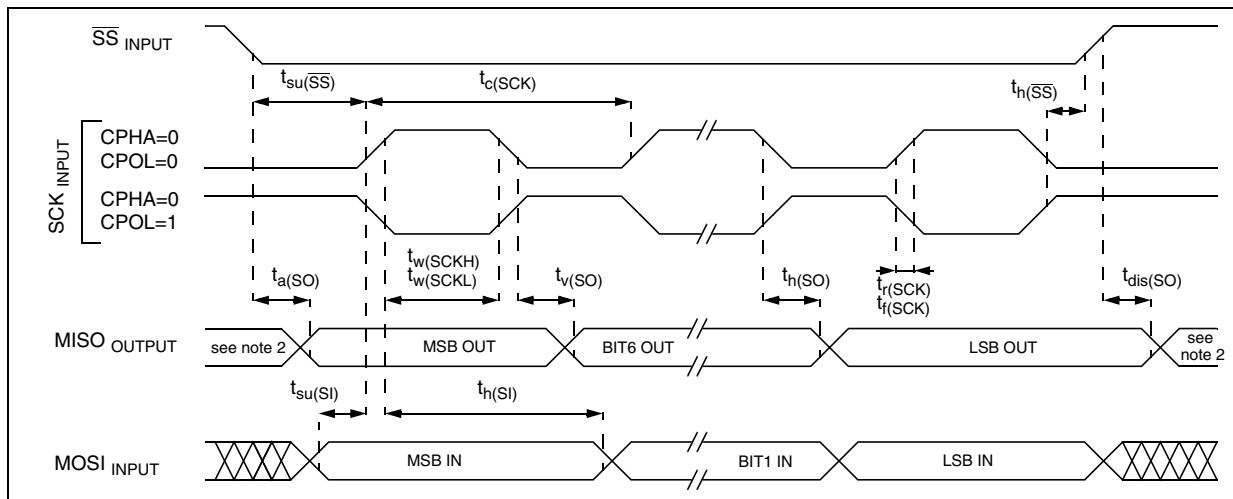 SS INPUT
tsu(SS)
tc(SCK)
th(SS)
SCK INPUT
CPHA=0
CPOL=0
CPHA=0
CPOL=1
ta(SO)
tw(SCKH)
tw(SCKL)
tv(SO)
th(SO)
tr(SCK)
tf(SCK)
tdis(SO)
MISO OUTPUT
see note 2
MSB OUT
BIT6 OUT
LSB OUT
see
note 2
tsu(SI)
th(SI)
MOSI INPUT
MSB IN
BIT1 IN
LSB IN